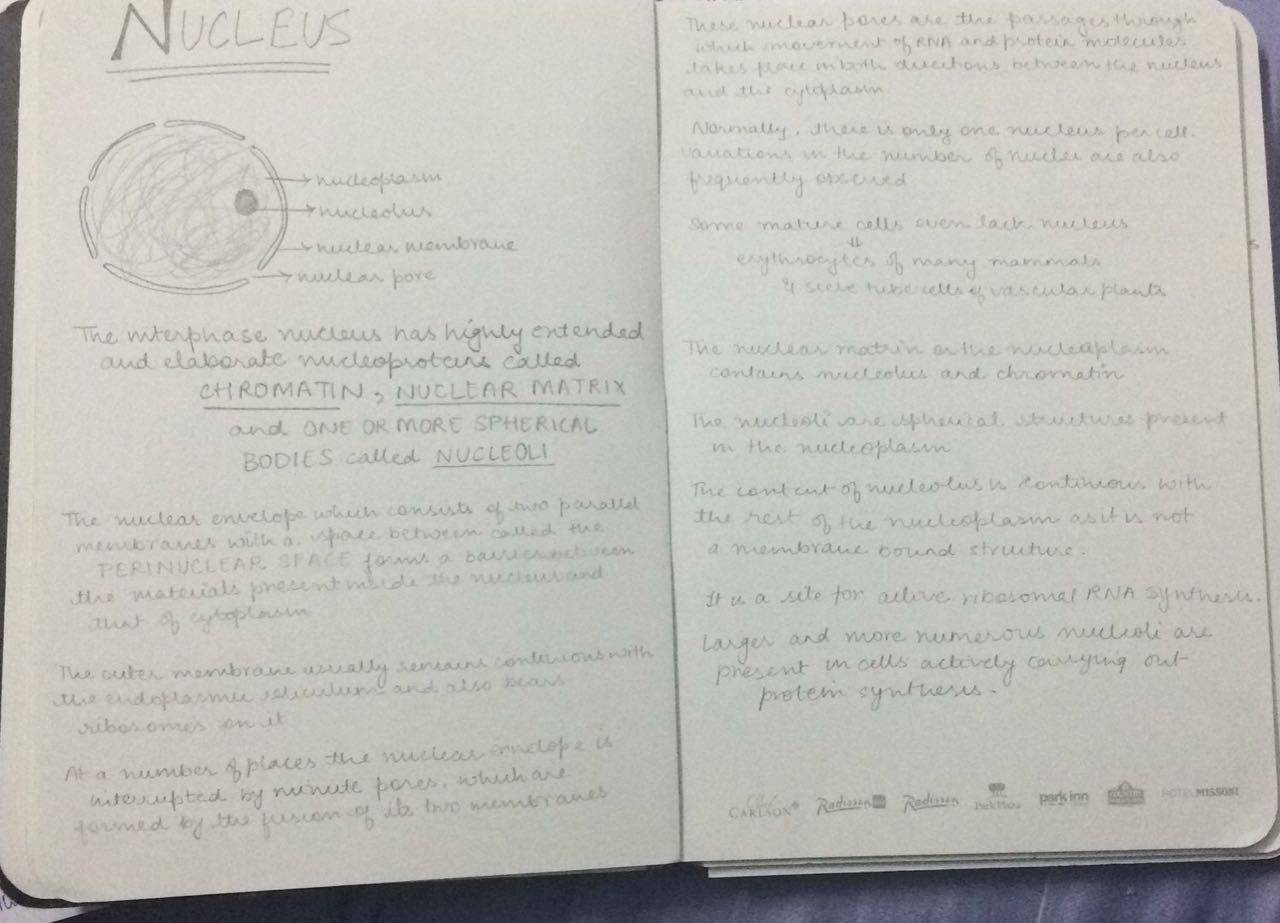 NUCLEUS
nucleoplasm
nucleolus
nuclear membrane
nuclear pore
The interphase nucleus has highly extended
and elaborate nucleoproteins called
CHROMATIN, NUCLEAR MATRIX
and ONE OR MORE SPHERICAL
BODIES called NUCLEOLI
The nuclear envelope which consists of two parallel
membranes with a space between called the
PERINUCLEAR SPACE forms a barrier between
the materials present inside the nucleus and
that of cytoplasm
The outer membrane usually remains continuous with
the endoplasmic reticulum and also bears
ribosomes on it
At a number of places the nuclear envelope is
interrupted by minute pores, which are
formed by the fusion of its two membranes
These nuclear pores are the passages through
which movement of RNA and protein molecules
takes place in both directions between the nucleus
and the cytoplasm
Normally, there is only one nucleus per cell.
variations in the number of nuclei are also
frequently observed
Some mature cells even lack nucleus
⇓
erythrocytes of many mammals
& sieve tube cells of vascular plants
The nuclear matrix or the nucleoplasm
contains nucleolus and chromatin
The nucleoli are spherical structures present
in the nucleoplasm
The content of nucleolus is continuous with
the rest of the nucleoplasm as it is not
a membrane bound structure.
It is a site for active ribosomal RNA synthesis.
Larger and more numerous nucleoli are
present in cells actively carrying out
protein synthesis.
CARLSON Radisson Radisson Park Plaza park inn HOTEL MISSONI